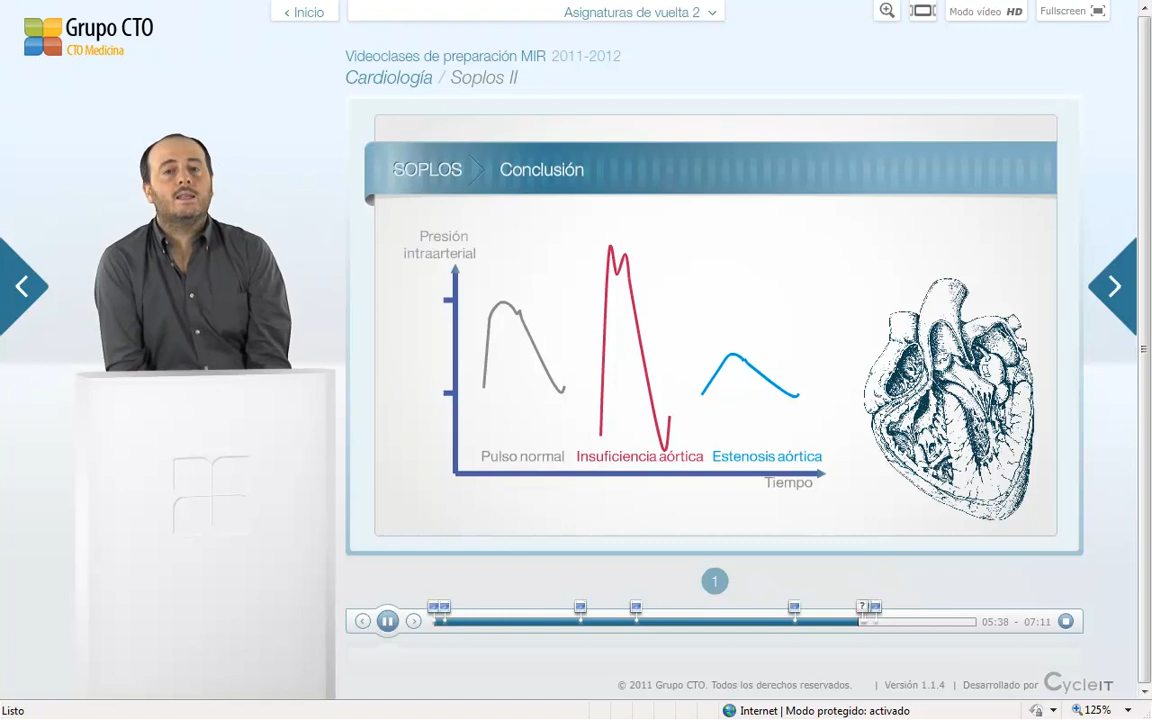 Grupo CTO
CTO Medicina
‹ Inicio
Asignaturas de vuelta 2
Modo vídeo HD
Fullscreen
Videoclases de preparación MIR 2011-2012
Cardiología / Soplos II
SOPLOS
Conclusión
Presión
intraarterial
Pulso normal
Insuficiencia aórtica
Estenosis aórtica
Tiempo
1
?
05:38 - 07:11
© 2011 Grupo CTO. Todos los derechos reservados. | Versión 1.1.4 | Desarrollado por CycleIT
Listo
Internet | Modo protegido: activado
125%